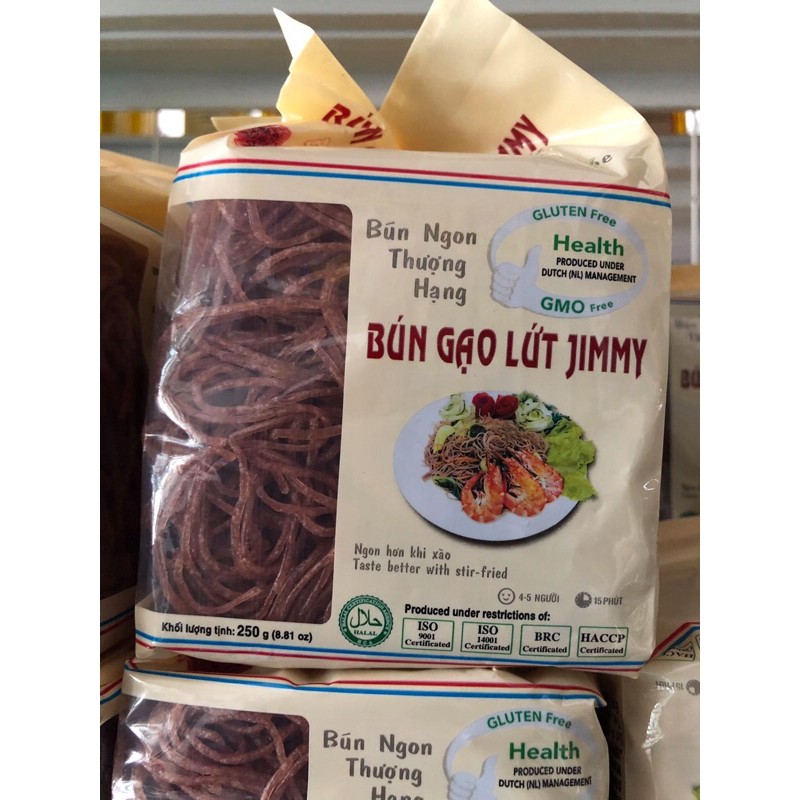 JIMMY
Bún Ngon
Thượng
Hạng
GLUTEN Free
Health
PRODUCED UNDER
DUTCH (NL) MANAGEMENT
GMO Free
BÚN GẠO LỨT JIMMY
Ngon hơn khi xào
Taste better with stir-fried
4-5 NGƯỜI
15 PHÚT
Khối lượng tịnh: 250 g (8.81 oz)
حلال
HALAL
Produced under restrictions of:
ISO
9001
Certificated
ISO
14001
Certificated
BRC
Certificated
HACCP
Certificated
Bún Ngon
Thượng
Hạng
GLUTEN Free
Health
PRODUCED UNDER
DUTCH (NL) MANAGEMENT